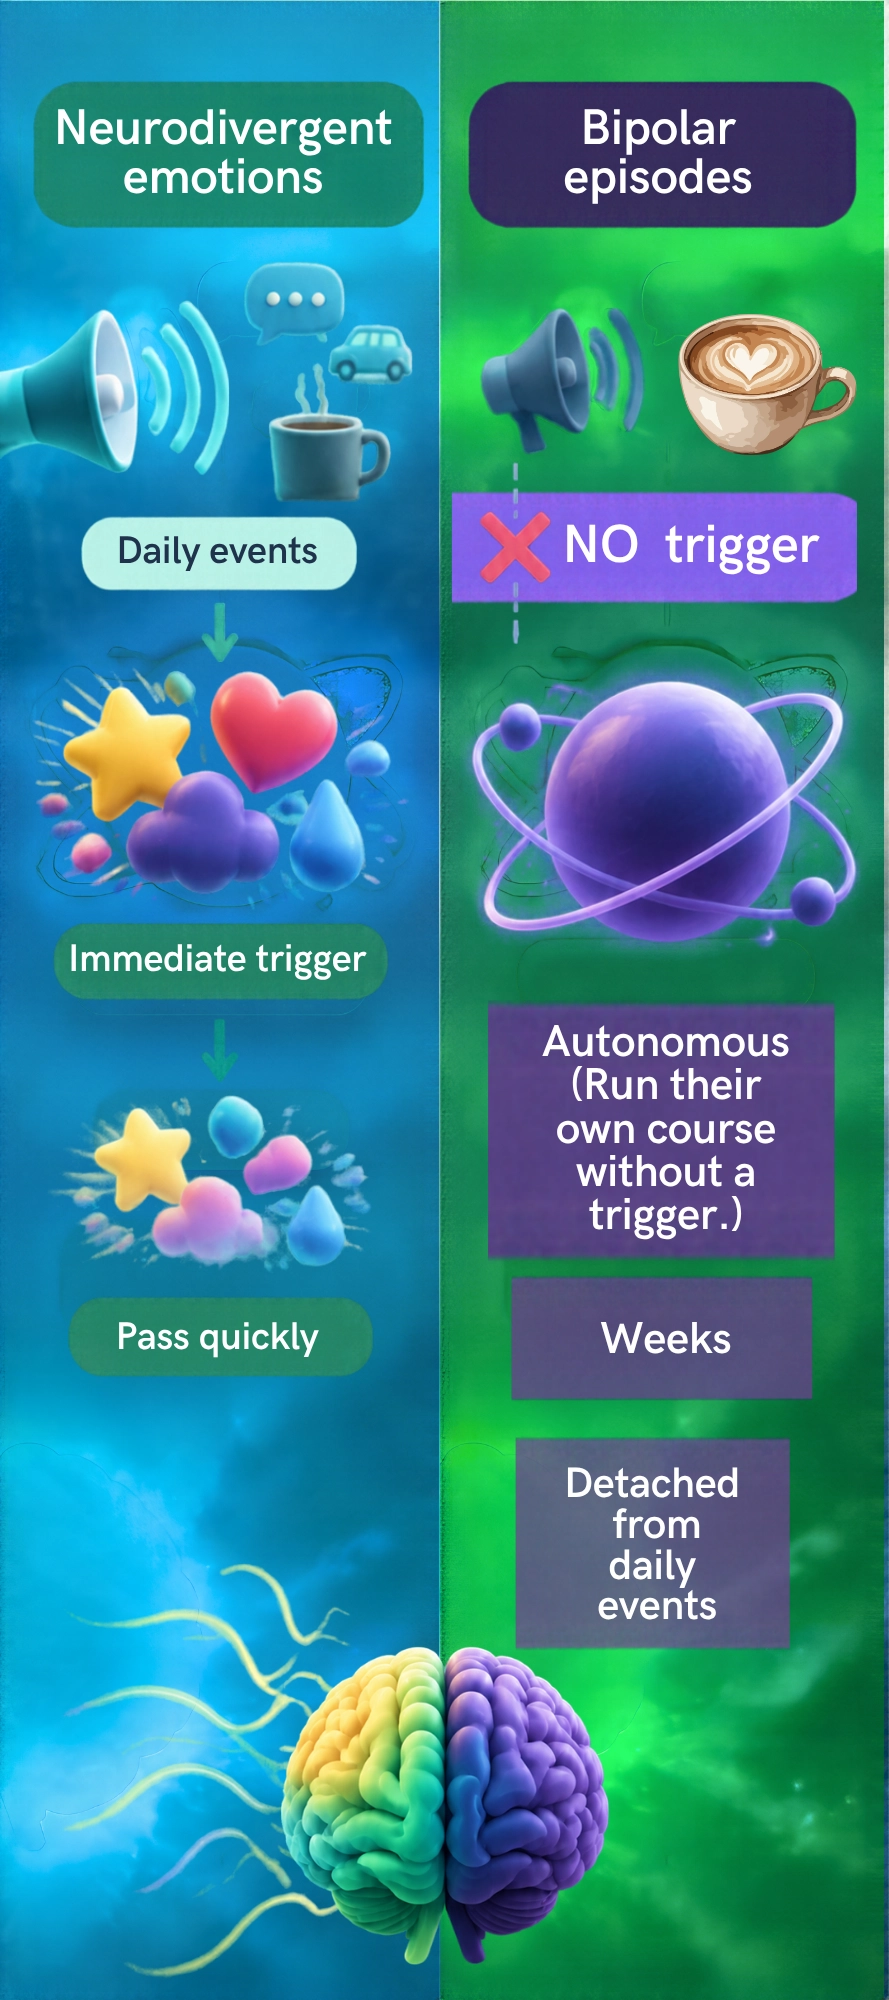 Neurodivergent
emotions
Daily events
Immediate trigger
Pass quickly
Bipolar
episodes
NO trigger
Autonomous
(Run their
own course
without a
trigger.)
Weeks
Detached
from
daily
events